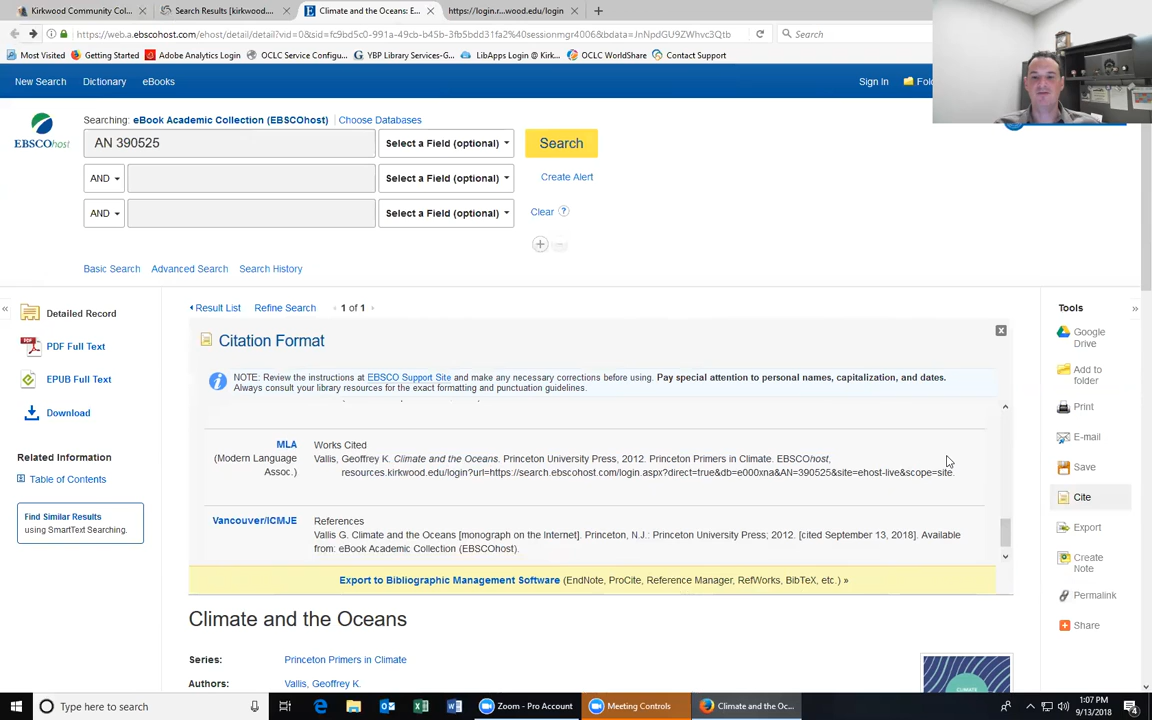 Kirkwood Community Col...
Search Results [kirkwood....
Climate and the Oceans: E...
https://login.r...wood.edu/login
https://web.a.ebscohost.com/ehost/detail/detail?vid=0&sid=fc9bd5c0-991a-49cb-b45b-3fb5bdd31fa2%40sessionmgr4006&bdata=JnNpdGU9ZWhvc3Qtb
Search
Most Visited
Getting Started
Adobe Analytics Login
OCLC Service Configu...
YBP Library Services-G...
LibApps Login @ Kirk...
OCLC WorldShare
Contact Support
New Search
Dictionary
eBooks
Sign In
Searching: eBook Academic Collection (EBSCOhost)
Choose Databases
EBSCOhost
AN 390525
Select a Field (optional)
Search
AND
Select a Field (optional)
Create Alert
AND
Select a Field (optional)
Clear
?
Basic Search
Advanced Search
Search History
Detailed Record
PDF Full Text
EPUB Full Text
Download
Related Information
Table of Contents
Find Similar Results
using SmartText Searching.
Result List
Refine Search
1 of 1
Citation Format
NOTE: Review the instructions at EBSCO Support Site and make any necessary corrections before using. Pay special attention to personal names, capitalization, and dates.
Always consult your library resources for the exact formatting and punctuation guidelines.
MLA
(Modern Language
Assoc.)
Works Cited
Vallis, Geoffrey K. Climate and the Oceans. Princeton University Press, 2012. Princeton Primers in Climate. EBSCOhost,
resources.kirkwood.edu/login?url=https://search.ebscohost.com/login.aspx?direct=true&db=e000xna&AN=390525&site=ehost-live&scope=site.
Vancouver/ICMJE
References
Vallis G. Climate and the Oceans [monograph on the Internet]. Princeton, N.J.: Princeton University Press; 2012. [cited September 13, 2018]. Available
from: eBook Academic Collection (EBSCOhost).
Export to Bibliographic Management Software (EndNote, ProCite, Reference Manager, RefWorks, BibTeX, etc.) »
Climate and the Oceans
Series:
Princeton Primers in Climate
Authors:
Vallis, Geoffrey K.
CLIMATE
Tools
Google
Drive
Add to
folder
Print
E-mail
Save
Cite
Export
Create
Note
Permalink
Share
Type here to search
Zoom - Pro Account
Meeting Controls
Climate and the Oc...
1:07 PM
9/13/2018
4